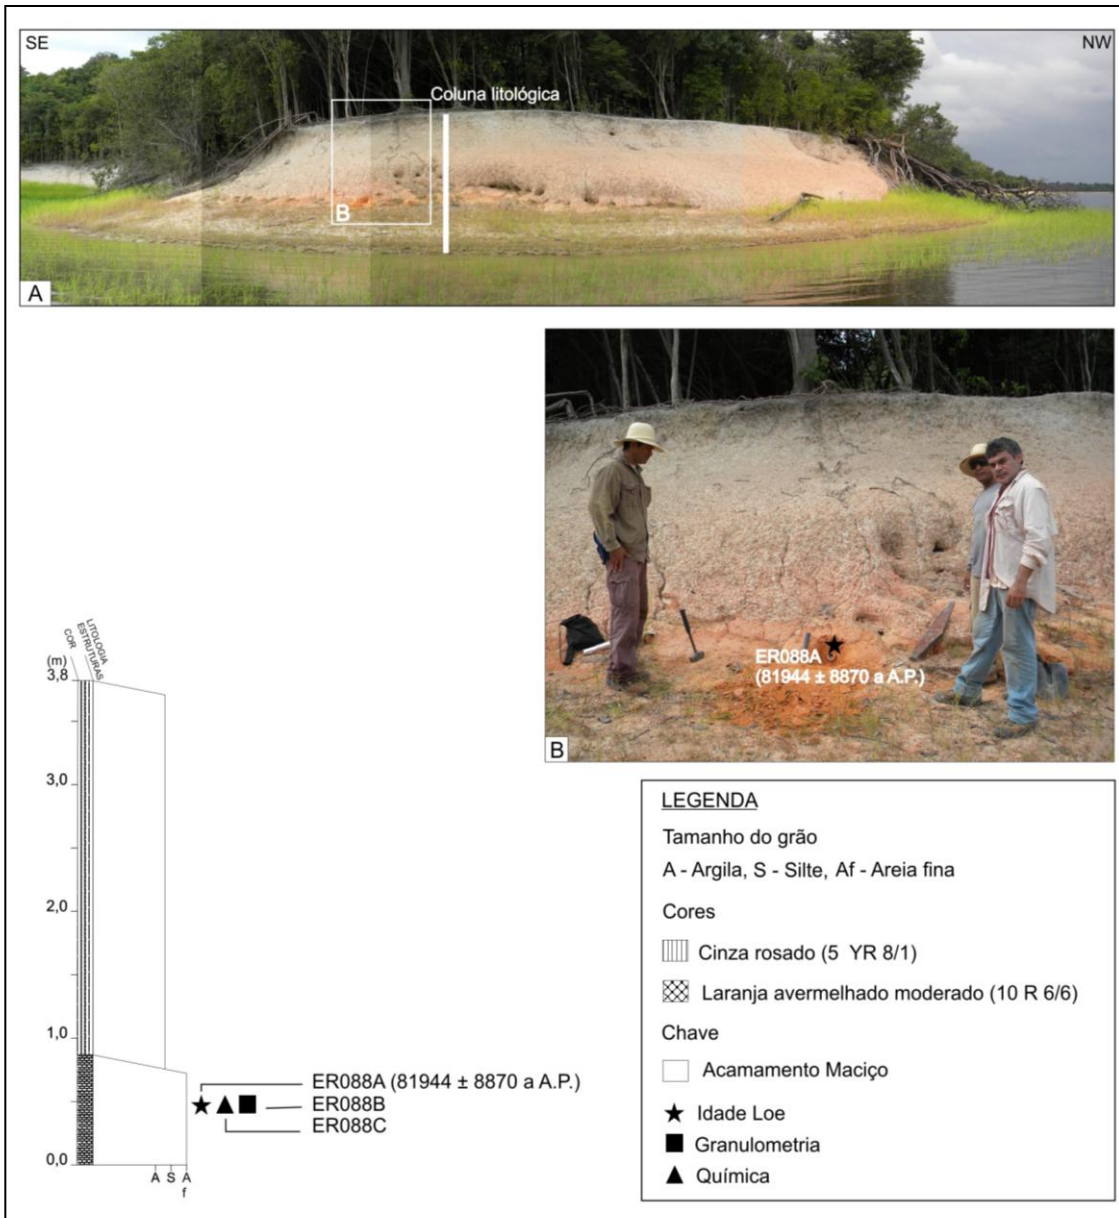 SE
NW
Coluna litológica
B
A
ER088A
(81944 ± 8870 a A.P.)
B
COR
LITOLOGIA
ESTRUTURAS
(m)
3,8
3,0
2,0
1,0
0,0
A S A
f
ER088A (81944 ± 8870 a A.P.)
ER088B
ER088C
LEGENDA
Tamanho do grão
A - Argila, S - Silte, Af - Areia fina
Cores
Cinza rosado (5 YR 8/1)
Laranja avermelhado moderado (10 R 6/6)
Chave
Acamamento Maciço
Idade Loe
Granulometria
Química